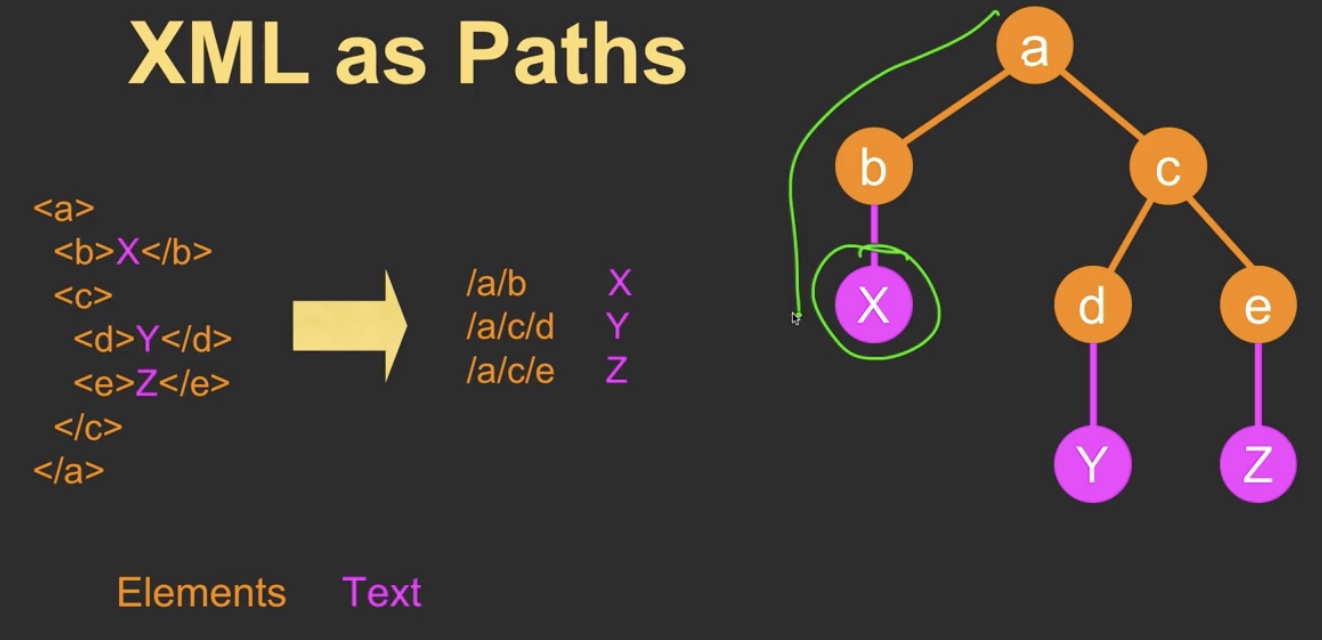 XML as Paths
<a>
<b>X</b>
<c>
<d>Y</d>
<e>Z</e>
</c>
</a>
/a/b X
/a/c/d Y
/a/c/e Z
a
b
c
X
d
e
Y
Z
Elements Text